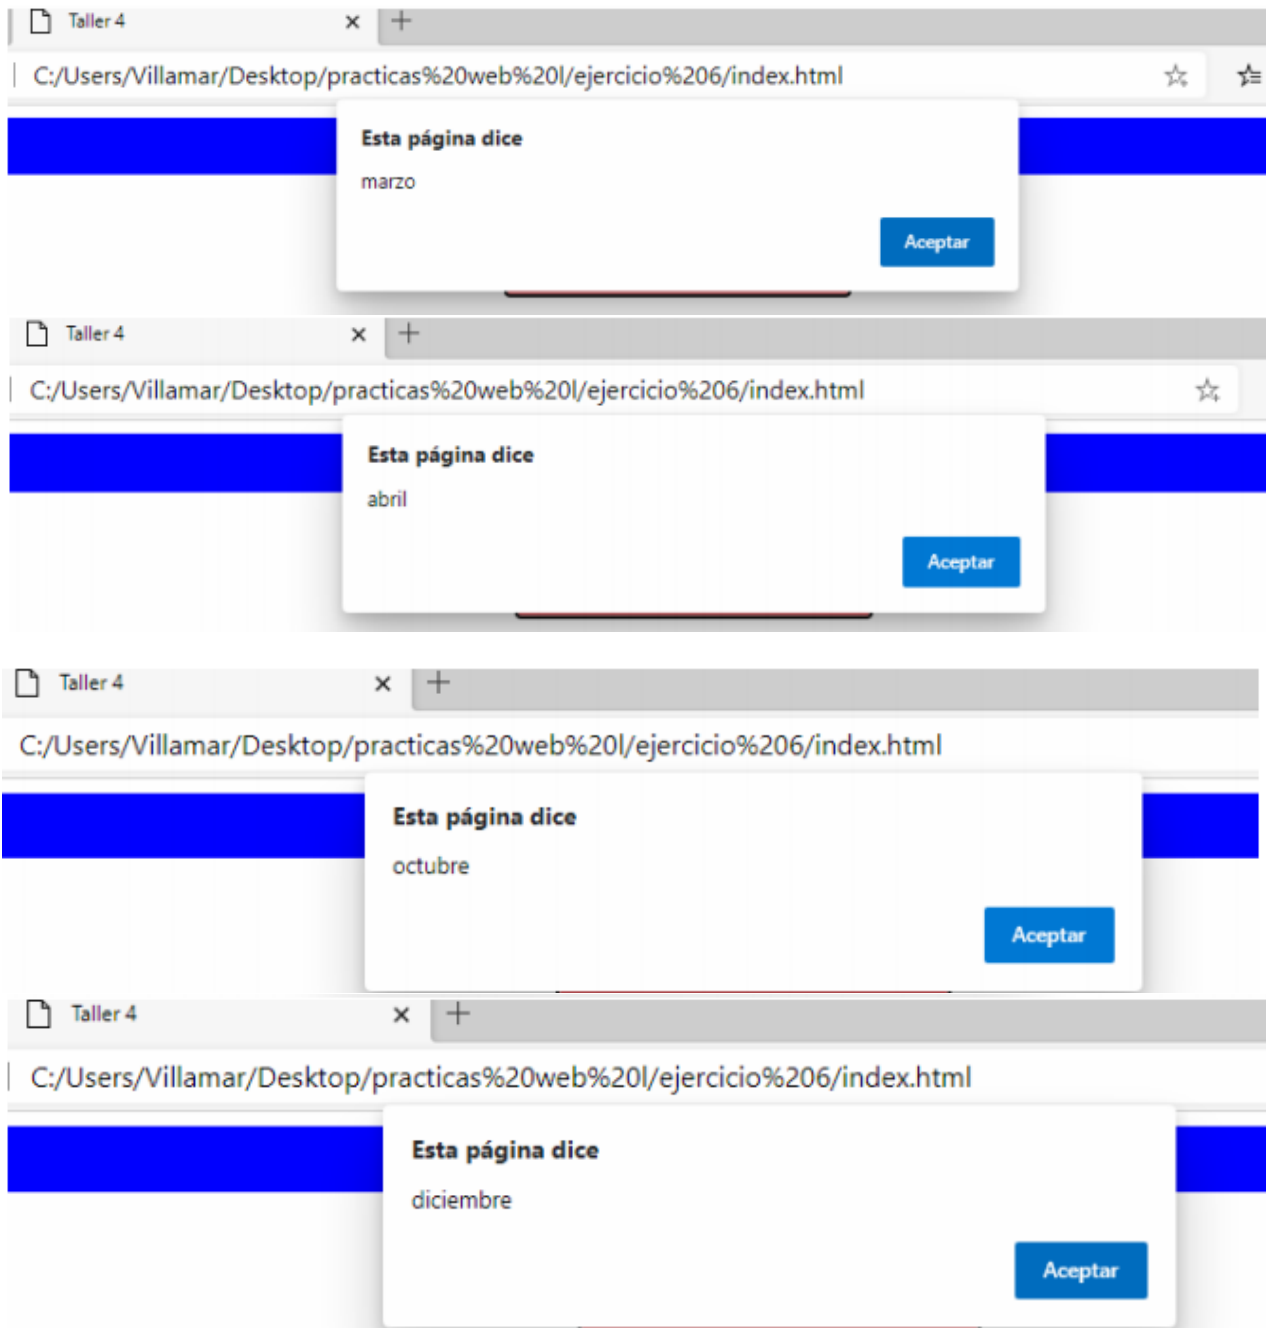 Taller 4
C:/Users/Villamar/Desktop/practicas%20web%20l/ejercicio%206/index.html
Esta página dice
marzo
Aceptar
Taller 4
C:/Users/Villamar/Desktop/practicas%20web%20l/ejercicio%206/index.html
Esta página dice
abril
Aceptar
Taller 4
C:/Users/Villamar/Desktop/practicas%20web%20l/ejercicio%206/index.html
Esta página dice
octubre
Aceptar
Taller 4
C:/Users/Villamar/Desktop/practicas%20web%20l/ejercicio%206/index.html
Esta página dice
diciembre
Aceptar